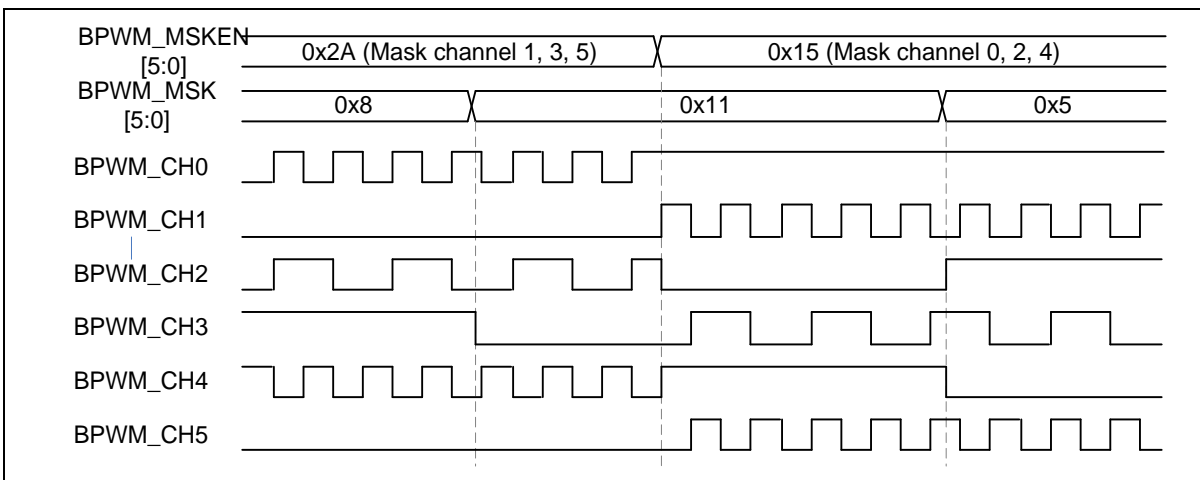 BPWM_MSKEN
[5:0]
0x2A (Mask channel 1, 3, 5)
0x15 (Mask channel 0, 2, 4)
BPWM_MSK
[5:0]
0x8
0x11
0x5
BPWM_CH0
BPWM_CH1
BPWM_CH2
BPWM_CH3
BPWM_CH4
BPWM_CH5